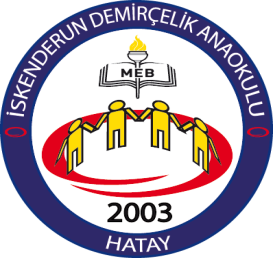 İSKENDERUN DEMİRÇELİK ANAOKULU
MEB
2003
HATAY